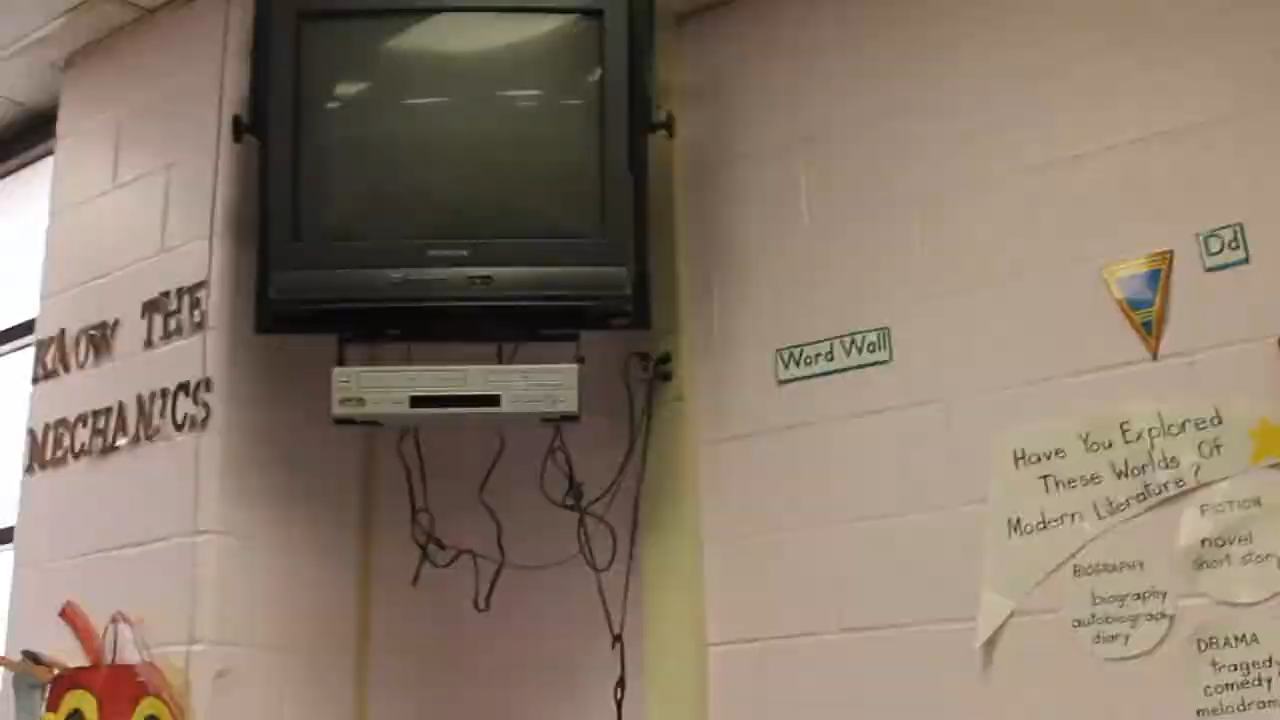 KNOW THE
MECHANICS
Word Wall
Dd
Have You Explored
These Worlds Of
Modern Literature?
BIOGRAPHY
biography
autobiography
diary
FICTION
novel
short story
DRAMA
tragedy
comedy
melodrama